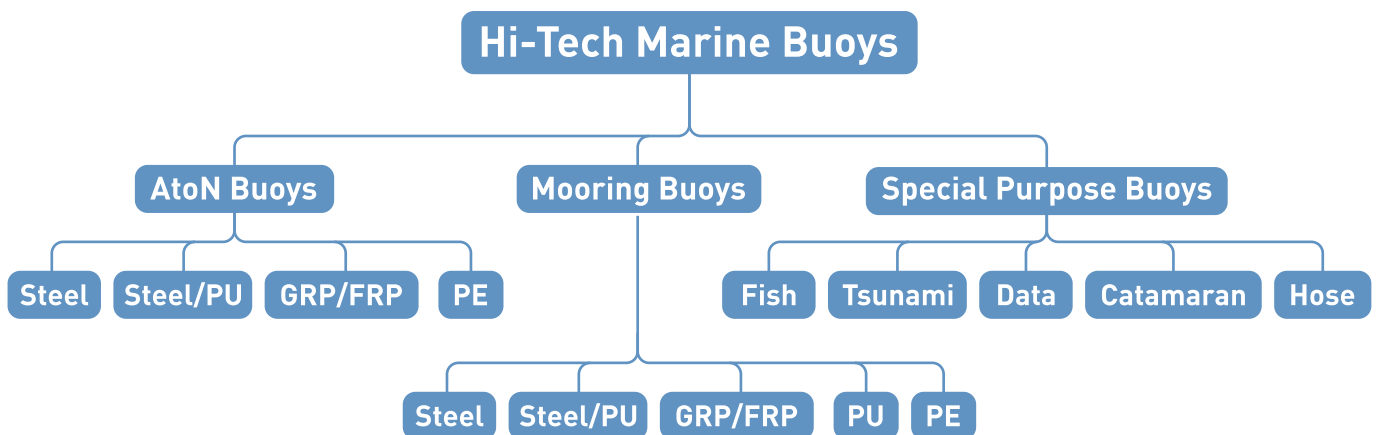 Hi-Tech Marine Buoys
AtoN Buoys
Mooring Buoys
Special Purpose Buoys
Steel
Steel/PU
GRP/FRP
PE
Fish
Tsunami
Data
Catamaran
Hose
Steel
Steel/PU
GRP/FRP
PU
PE